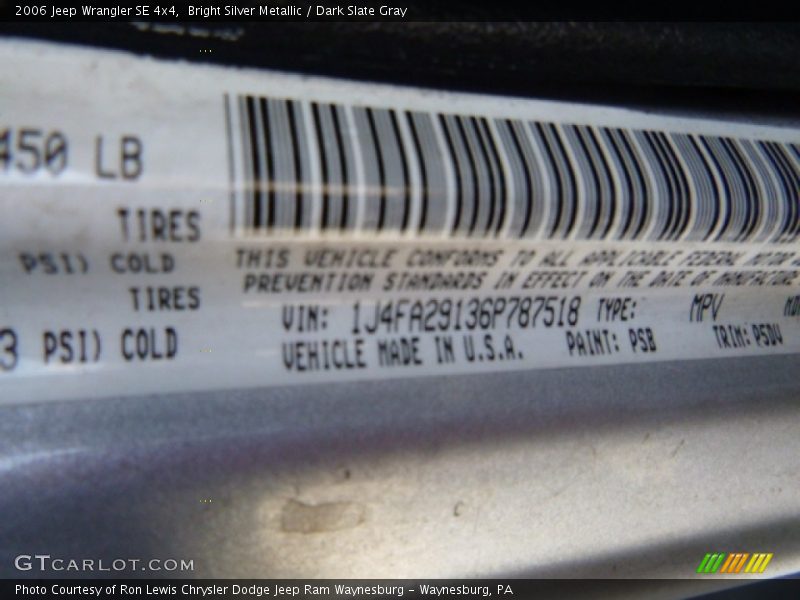 2006 Jeep Wrangler SE 4x4, Bright Silver Metallic / Dark Slate Gray
450 LB
TIRES
PSI) COLD
TIRES
3 PSI) COLD
THIS VEHICLE CONFORMS TO ALL APPLICABLE FEDERAL MOTOR
PREVENTION STANDARDS IN EFFECT ON THE DATE OF MANUFACTURE
VIN: 1J4FA29136P787518 TYPE: MPV
VEHICLE MADE IN U.S.A. PAINT: PSB TRIM: P5DV
GTCARLOT.COM
Photo Courtesy of Ron Lewis Chrysler Dodge Jeep Ram Waynesburg – Waynesburg, PA